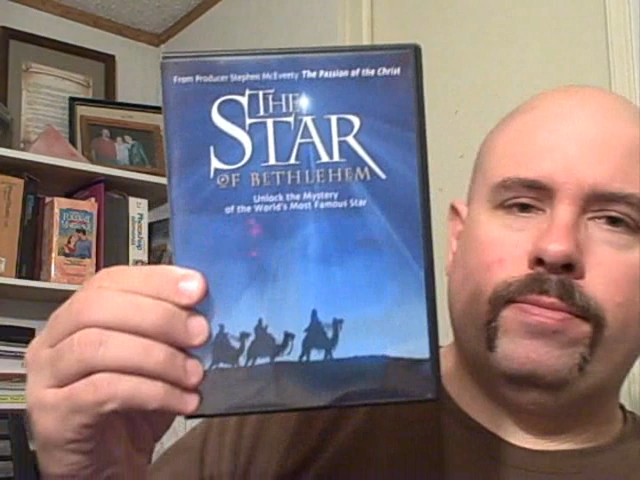 From Producer Stephen McEveety The Passion of the Christ
THE
STAR
OF BETHLEHEM
Unlock the Mystery
of the World's Most Famous Star